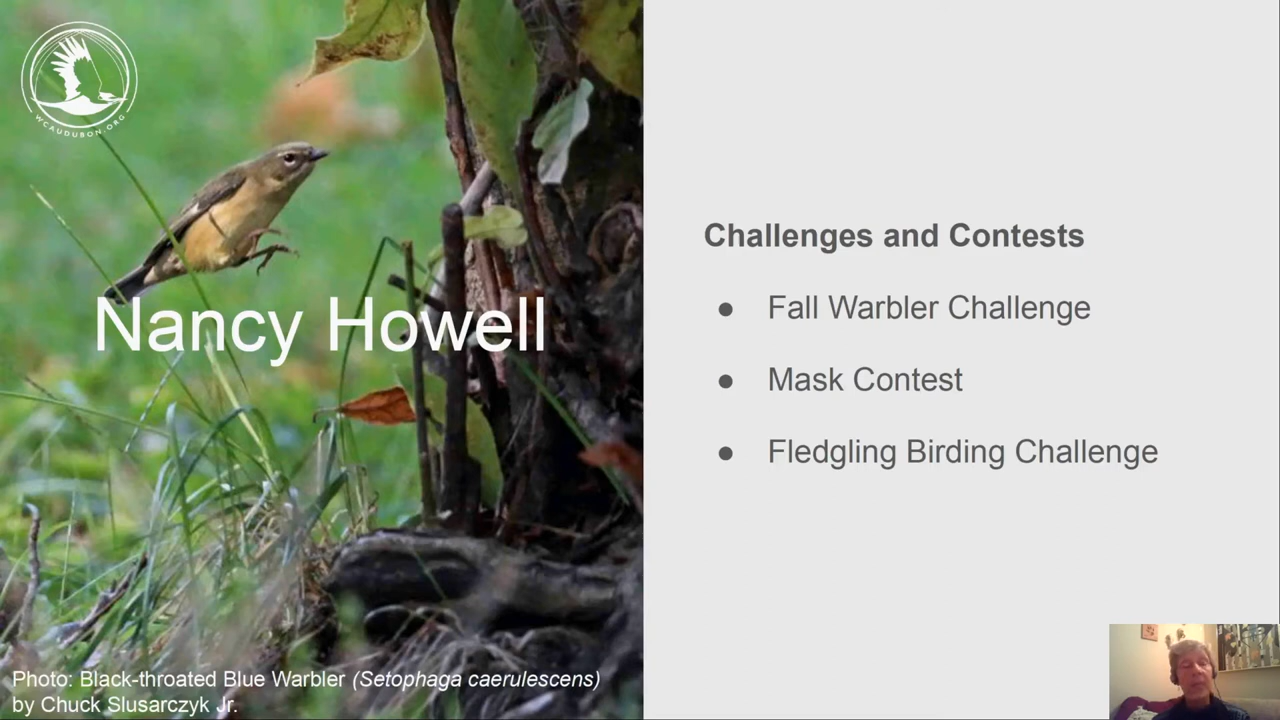 WCAUDUBON.ORG
Nancy Howell
Photo: Black-throated Blue Warbler (Setophaga caerulescens)
by Chuck Slusarczyk Jr.
Challenges and Contests
● Fall Warbler Challenge
● Mask Contest
● Fledgling Birding Challenge